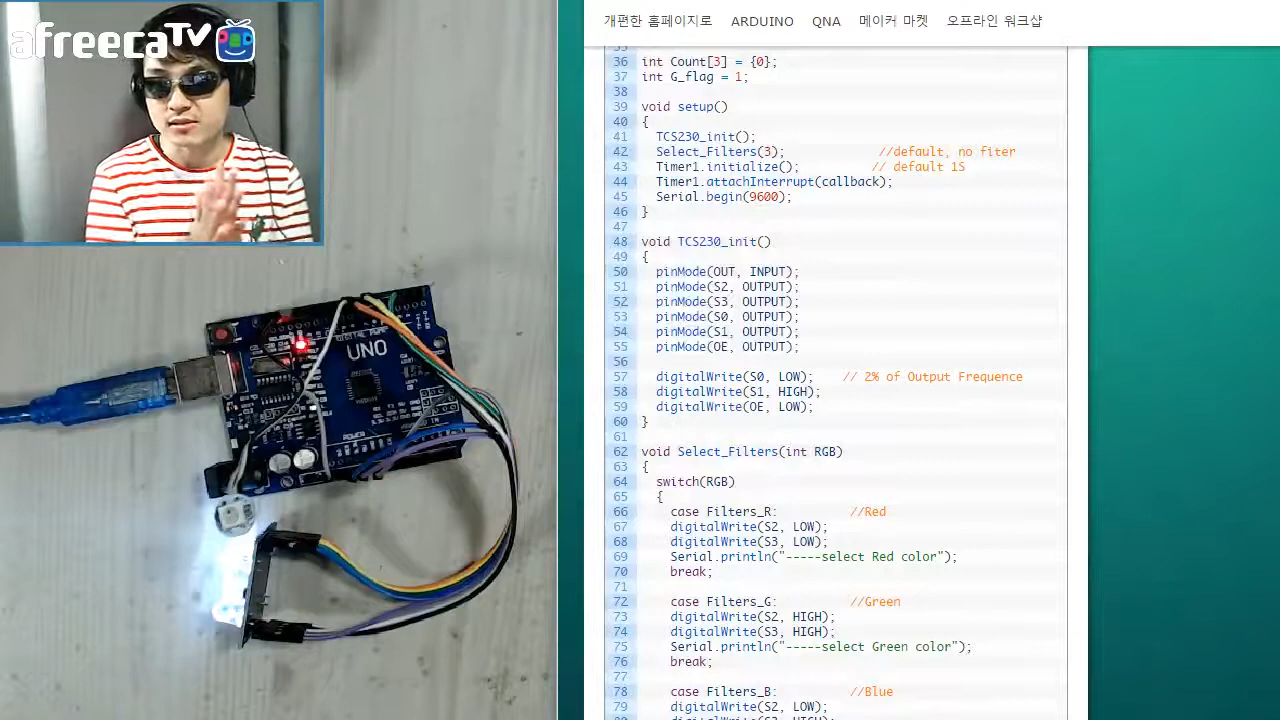 afreecaTV
개편한 홈페이지로 ARDUINO QNA 메이커 마켓 오프라인 워크샵
36 int Count[3] = {0};
37 int G_flag = 1;
38
39 void setup()
40 {
41 TCS230_init();
42 Select_Filters(3); //default, no fiter
43 Timer1.initialize(); // default 1S
44 Timer1.attachInterrupt(callback);
45 Serial.begin(9600);
46 }
47
48 void TCS230_init()
49 {
50 pinMode(OUT, INPUT);
51 pinMode(S2, OUTPUT);
52 pinMode(S3, OUTPUT);
53 pinMode(S0, OUTPUT);
54 pinMode(S1, OUTPUT);
55 pinMode(OE, OUTPUT);
56
57 digitalWrite(S0, LOW); // 2% of Output Frequence
58 digitalWrite(S1, HIGH);
59 digitalWrite(OE, LOW);
60 }
61
62 void Select_Filters(int RGB)
63 {
64 switch(RGB)
65 {
66 case Filters_R: //Red
67 digitalWrite(S2, LOW);
68 digitalWrite(S3, LOW);
69 Serial.println("-----select Red color");
70 break;
71
72 case Filters_G: //Green
73 digitalWrite(S2, HIGH);
74 digitalWrite(S3, HIGH);
75 Serial.println("-----select Green color");
76 break;
77
78 case Filters_B: //Blue
79 digitalWrite(S2, LOW);
UNO
DIGITAL
POWER